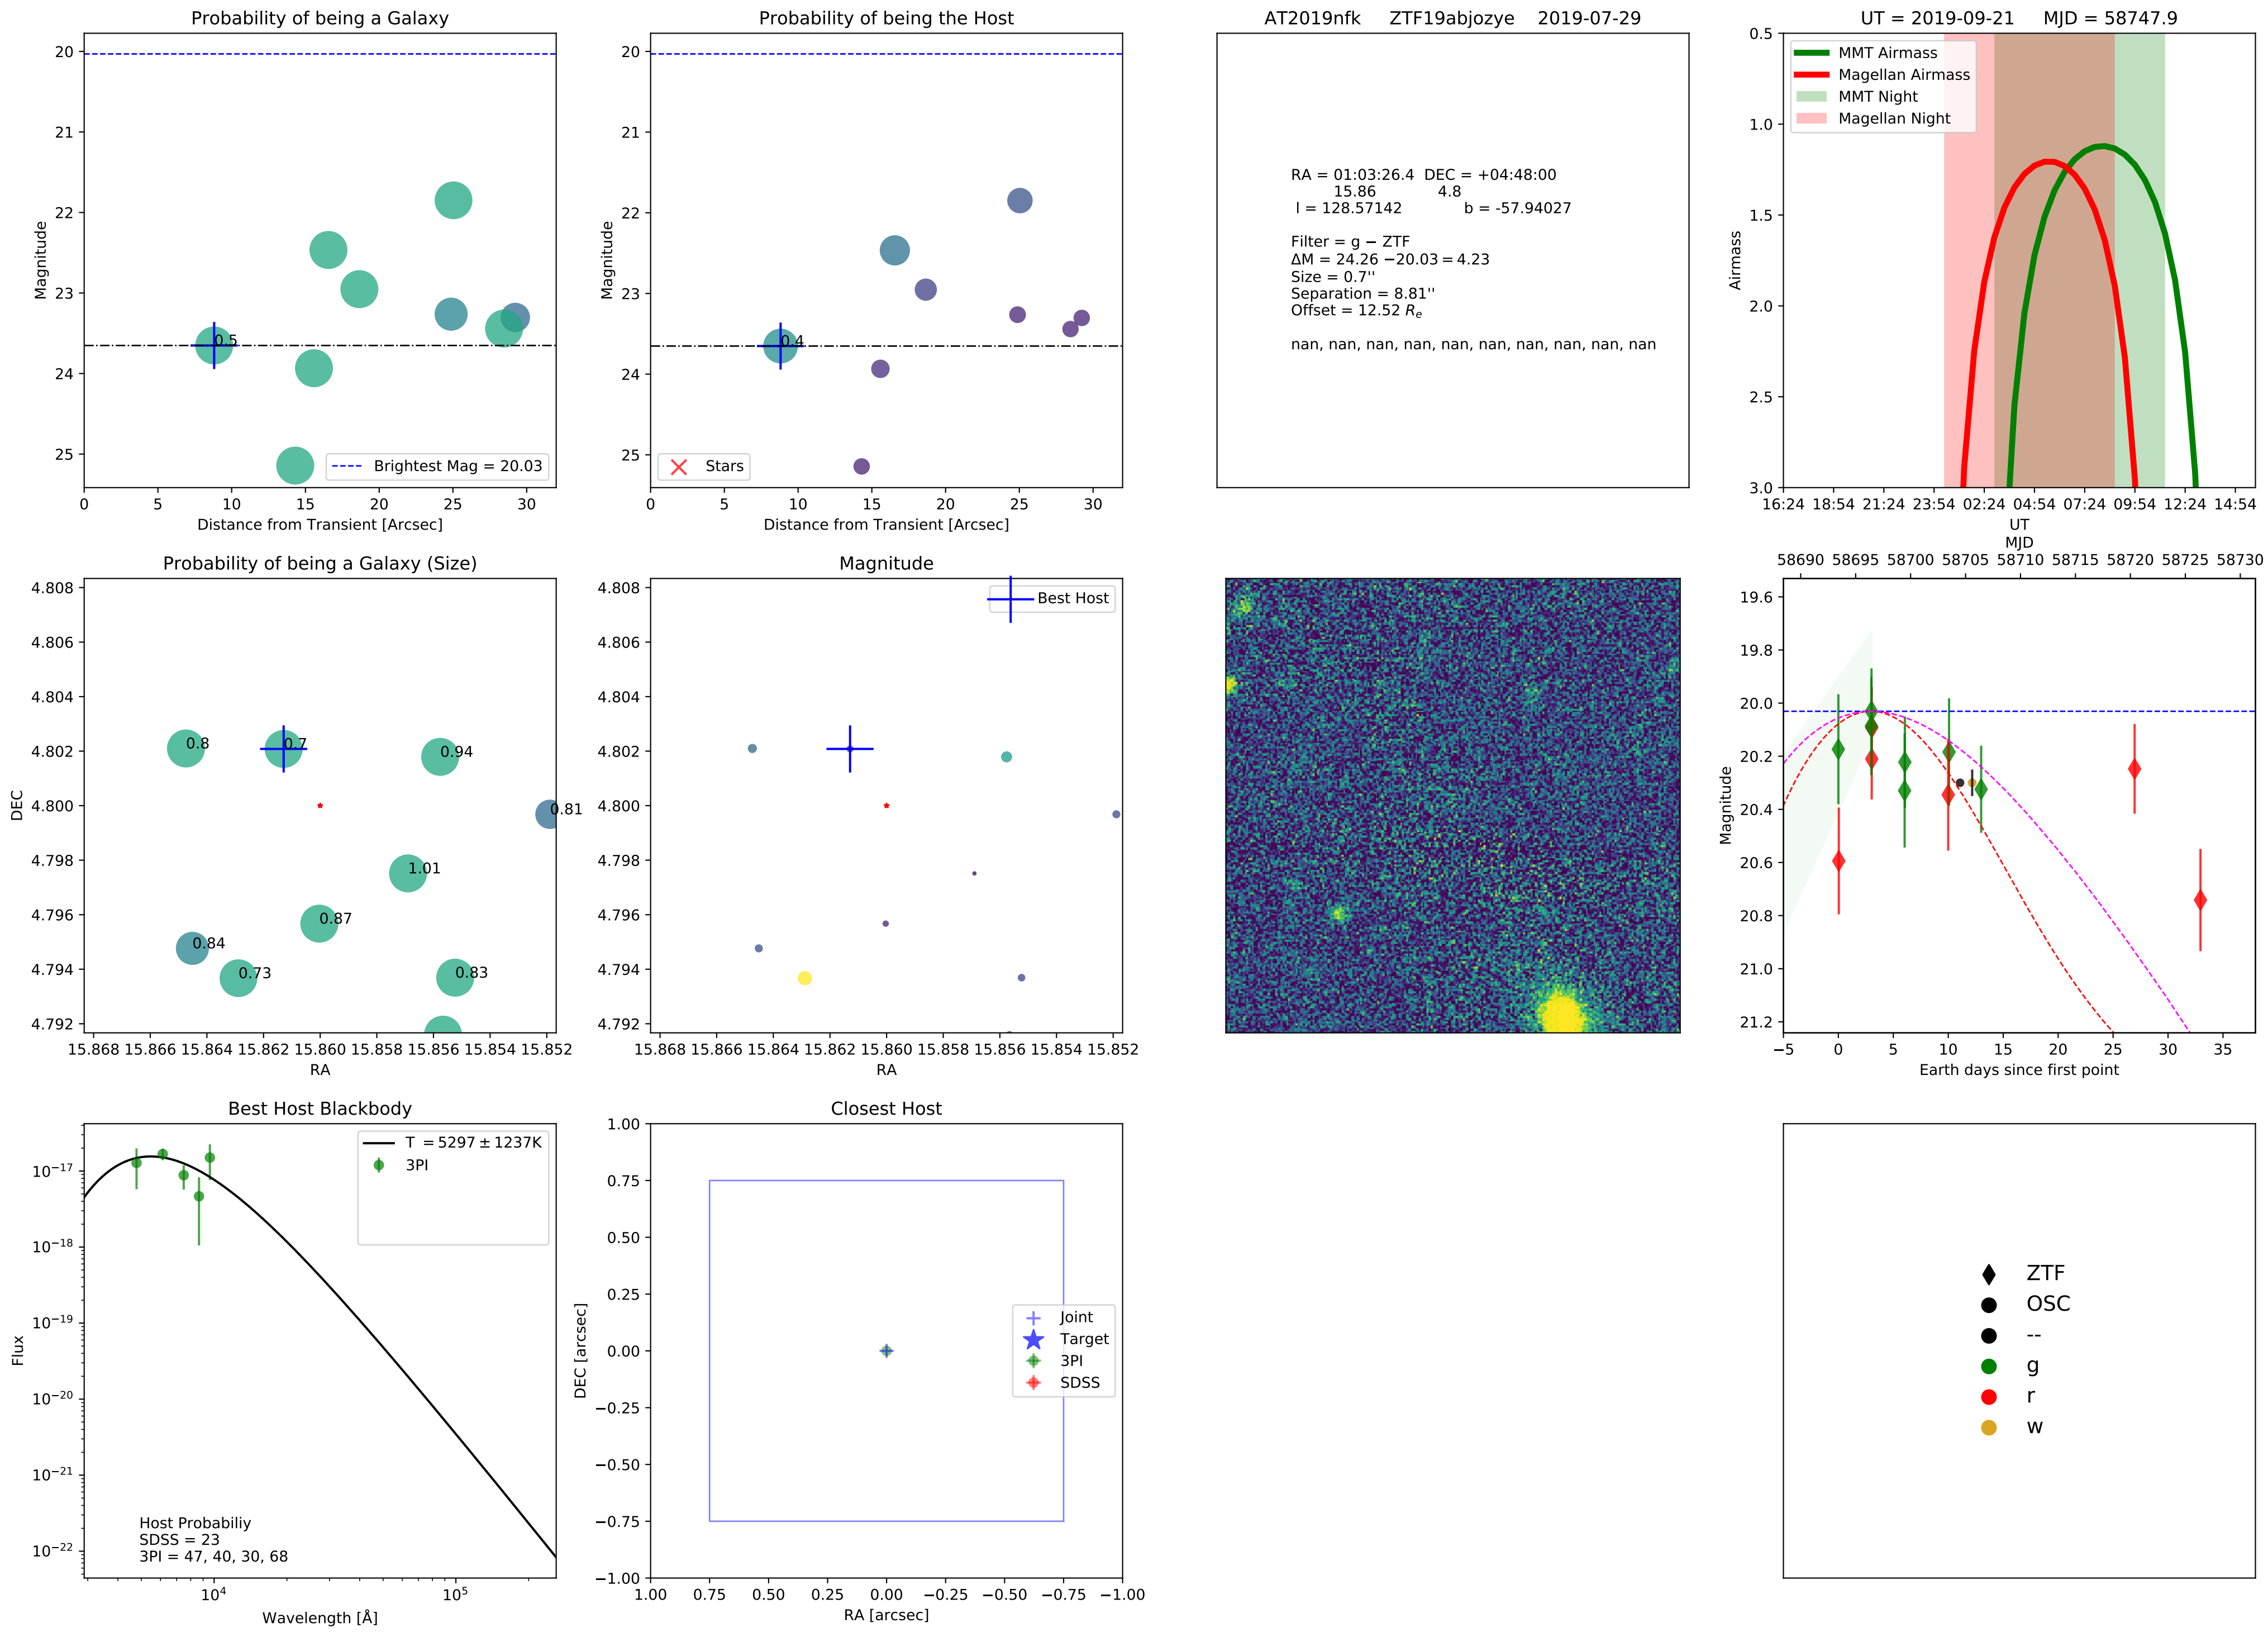 Probability of being a Galaxy
20
21
22
23
24
25
Magnitude
0.5
Brightest Mag = 20.03
0 5 10 15 20 25 30
Distance from Transient [Arcsec]
Probability of being the Host
20
21
22
23
24
25
Magnitude
0.4
Stars
0 5 10 15 20 25 30
Distance from Transient [Arcsec]
AT2019nfk ZTF19abjozye 2019-07-29
RA = 01:03:26.4 DEC = +04:48:00
15.86 4.8
l = 128.57142 b = -57.94027
Filter = g − ZTF
ΔM = 24.26 −20.03 = 4.23
Size = 0.7''
Separation = 8.81''
Offset = 12.52 Re
nan, nan, nan, nan, nan, nan, nan, nan, nan, nan
UT = 2019-09-21 MJD = 58747.9
MMT Airmass
Magellan Airmass
MMT Night
Magellan Night
0.5
1.0
1.5
2.0
2.5
3.0
Airmass
16:24 18:54 21:24 23:54 02:24 04:54 07:24 09:54 12:24 14:54
UT
Probability of being a Galaxy (Size)
4.808
4.806
4.804
4.802
4.800
4.798
4.796
4.794
4.792
DEC
0.8
0.7
0.94
0.81
1.01
0.87
0.84
0.73
0.83
15.868 15.866 15.864 15.862 15.860 15.858 15.856 15.854 15.852
RA
Magnitude
Best Host
4.808
4.806
4.804
4.802
4.800
4.798
4.796
4.794
4.792
15.868 15.866 15.864 15.862 15.860 15.858 15.856 15.854 15.852
RA
MJD
58690 58695 58700 58705 58710 58715 58720 58725 58730
19.6
19.8
20.0
20.2
20.4
20.6
20.8
21.0
21.2
Magnitude
−5 0 5 10 15 20 25 30 35
Earth days since first point
Best Host Blackbody
T = 5297 ± 1237K
3PI
10−17
10−18
10−19
10−20
10−21
10−22
Flux
Host Probabiliy
SDSS = 23
3PI = 47, 40, 30, 68
104 105
Wavelength [Å]
Closest Host
1.00
0.75
0.50
0.25
0.00
−0.25
−0.50
−0.75
−1.00
DEC [arcsec]
Joint
Target
3PI
SDSS
1.00 0.75 0.50 0.25 0.00 −0.25 −0.50 −0.75 −1.00
RA [arcsec]
ZTF
OSC
--
g
r
w